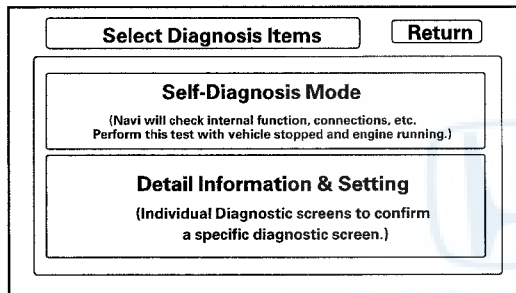 Select Diagnosis Items
Return
Self-Diagnosis Mode
(Navi will check internal function, connections, etc.
Perform this test with vehicle stopped and engine running.)
Detail Information & Setting
(Individual Diagnostic screens to confirm
a specific diagnostic screen.)